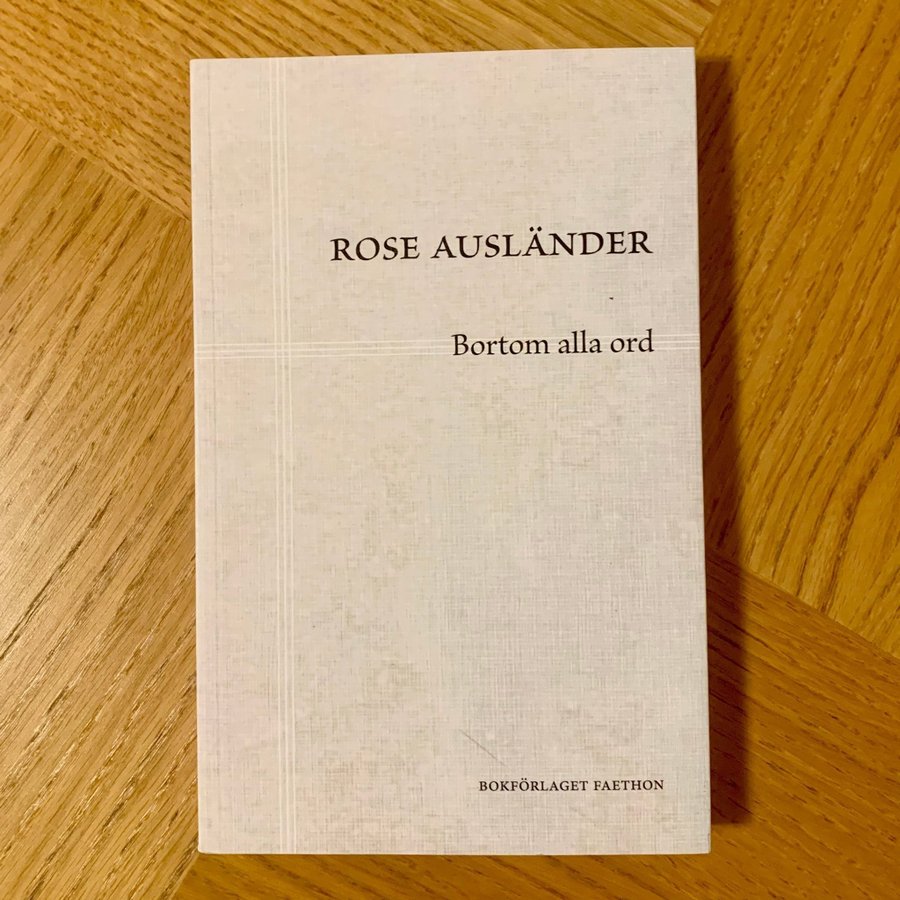 ROSE AUSLÄNDER
Bortom alla ord
BOKFÖRLAGET FAETHON